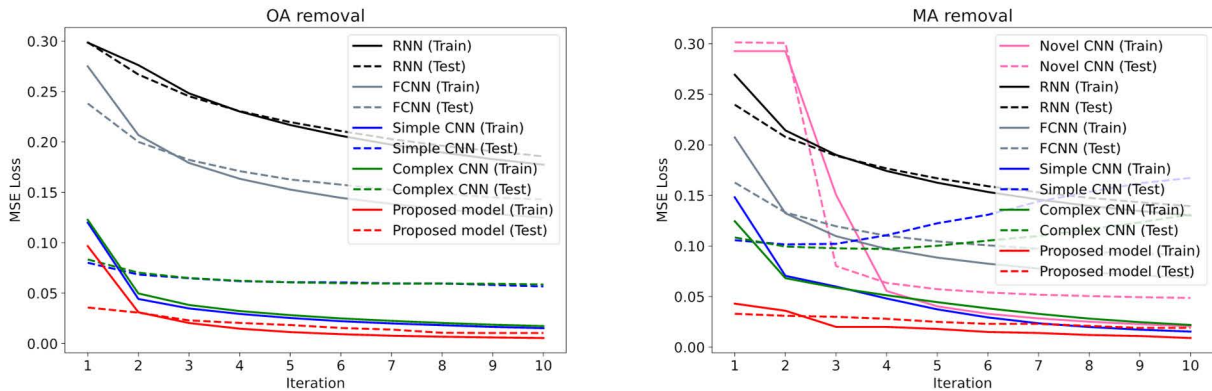 OA removal
0.30
0.25
0.20
0.15
0.10
0.05
0.00
MSE Loss
RNN (Train)
RNN (Test)
FCNN (Train)
FCNN (Test)
Simple CNN (Train)
Simple CNN (Test)
Complex CNN (Train)
Complex CNN (Test)
Proposed model (Train)
Proposed model (Test)
1 2 3 4 5 6 7 8 9 10
Iteration
MA removal
0.30
0.25
0.20
0.15
0.10
0.05
0.00
MSE Loss
Novel CNN (Train)
Novel CNN (Test)
RNN (Train)
RNN (Test)
FCNN (Train)
FCNN (Test)
Simple CNN (Train)
Simple CNN (Test)
Complex CNN (Train)
Complex CNN (Test)
Proposed model (Train)
Proposed model (Test)
1 2 3 4 5 6 7 8 9 10
Iteration